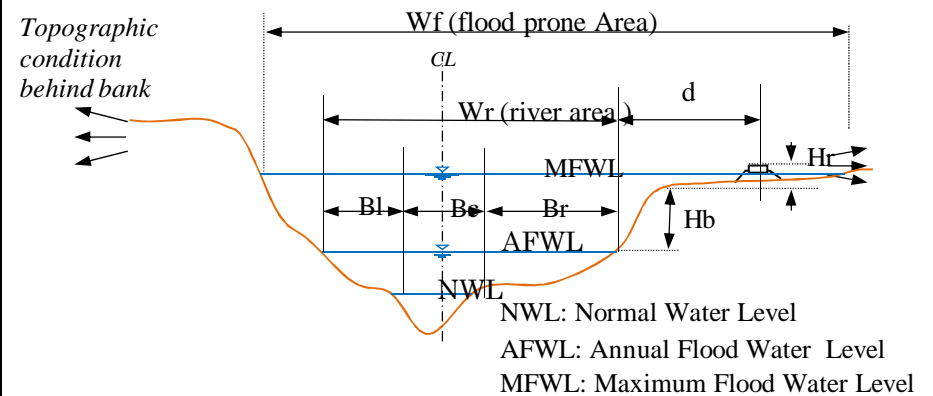 Topographic
condition
behind bank
Wf (flood prone Area)
CL
d
Wr (river area )
Hr
MFWL
Bl
Bc
Br
Hb
AFWL
NWL
NWL: Normal Water Level
AFWL: Annual Flood Water Level
MFWL: Maximum Flood Water Level